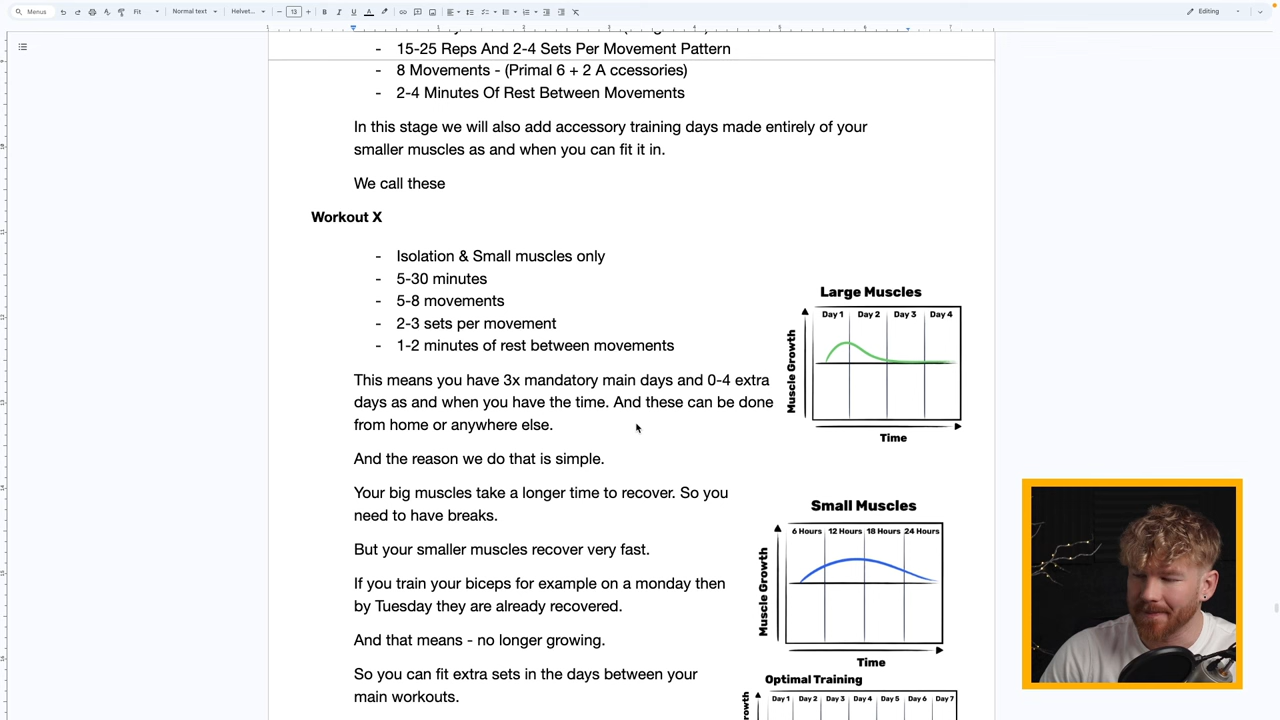 Menus
Fit
Normal text
Helvet...
13
B
I
U
A
Editing
15-25 Reps And 2-4 Sets Per Movement Pattern
- 8 Movements - (Primal 6 + 2 A ccessories)
- 2-4 Minutes Of Rest Between Movements
In this stage we will also add accessory training days made entirely of your
smaller muscles as and when you can fit it in.
We call these
Workout X
- Isolation & Small muscles only
- 5-30 minutes
- 5-8 movements
- 2-3 sets per movement
- 1-2 minutes of rest between movements
This means you have 3x mandatory main days and 0-4 extra
days as and when you have the time. And these can be done
from home or anywhere else.
And the reason we do that is simple.
Your big muscles take a longer time to recover. So you
need to have breaks.
But your smaller muscles recover very fast.
If you train your biceps for example on a monday then
by Tuesday they are already recovered.
And that means - no longer growing.
So you can fit extra sets in the days between your
main workouts.
Large Muscles
Day 1 Day 2 Day 3 Day 4
Muscle Growth
Time
Small Muscles
6 Hours 12 Hours 18 Hours 24 Hours
Muscle Growth
Time
Optimal Training
Day 1 Day 2 Day 3 Day 4 Day 5 Day 6 Day 7